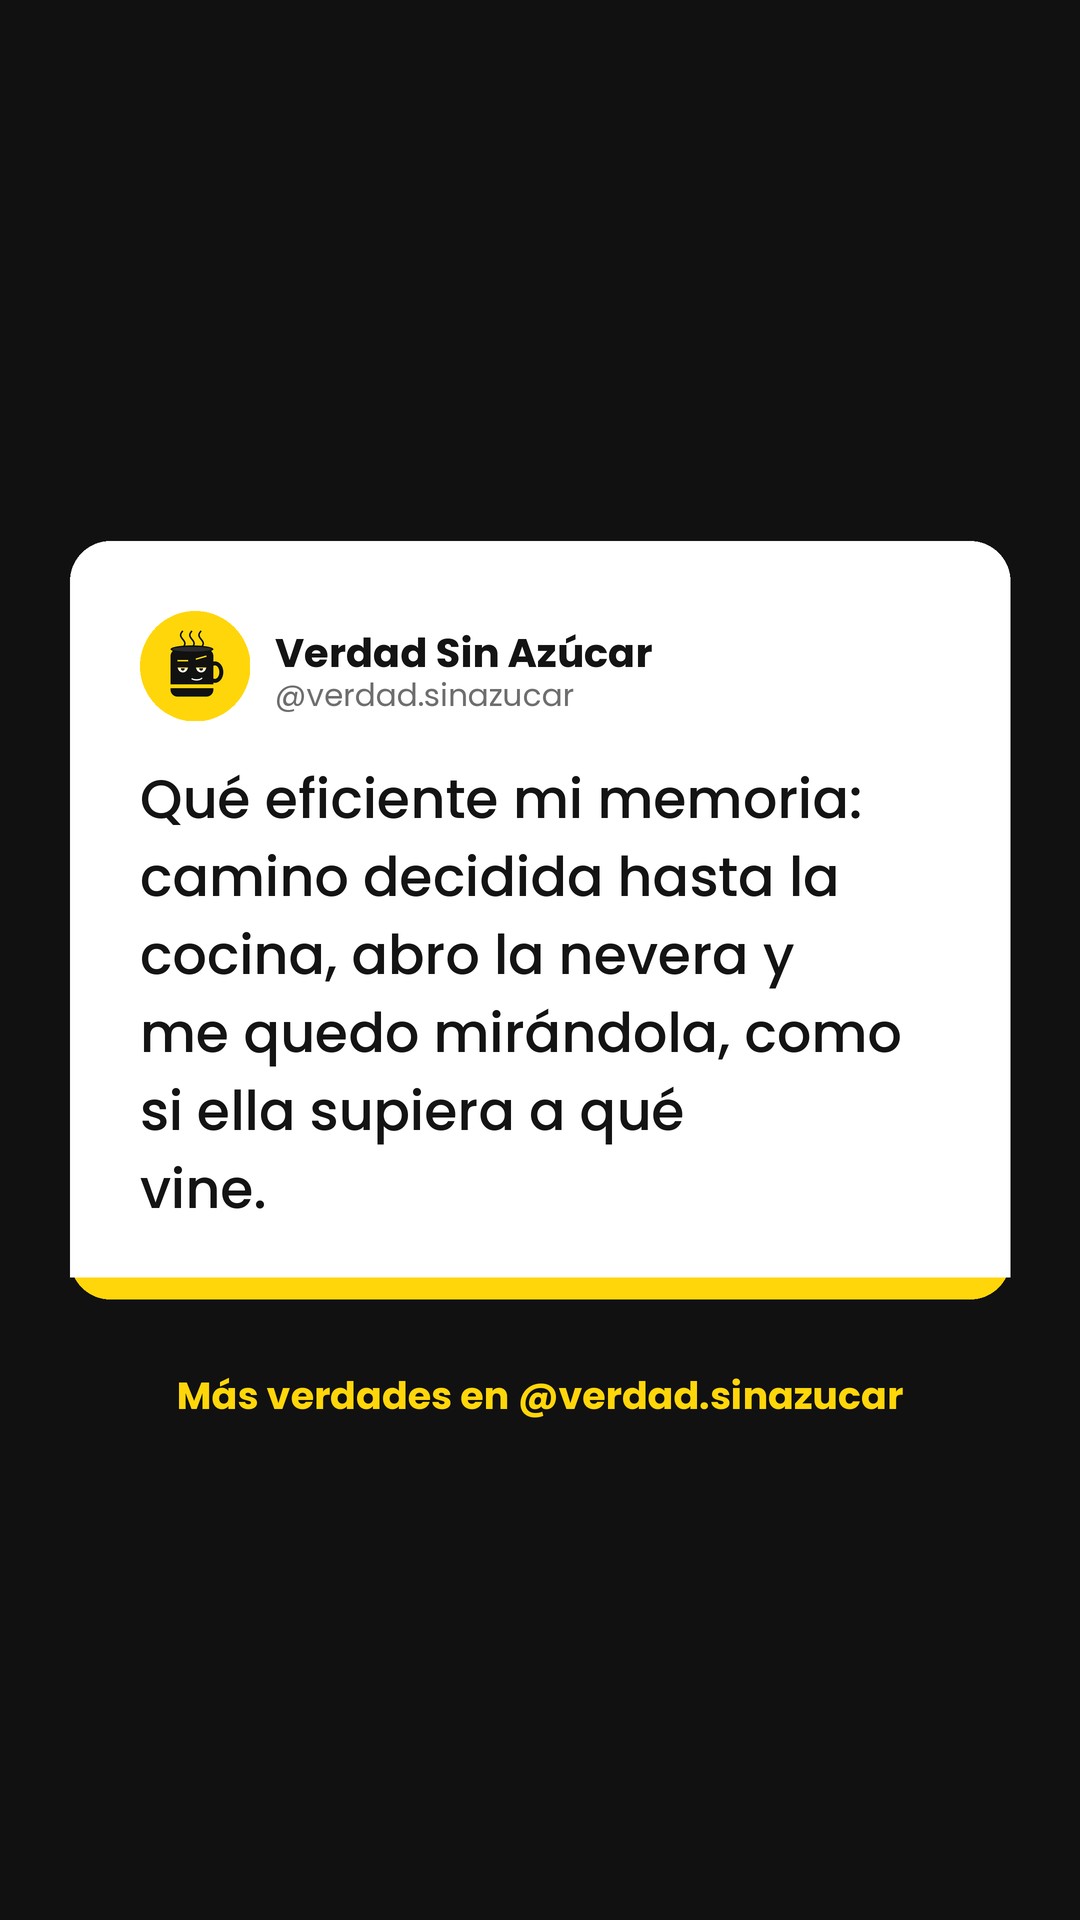 Verdad Sin Azúcar
@verdad.sinazucar
Qué eficiente mi memoria:
camino decidida hasta la
cocina, abro la nevera y
me quedo mirándola, como
si ella supiera a qué
vine.
Más verdades en @verdad.sinazucar